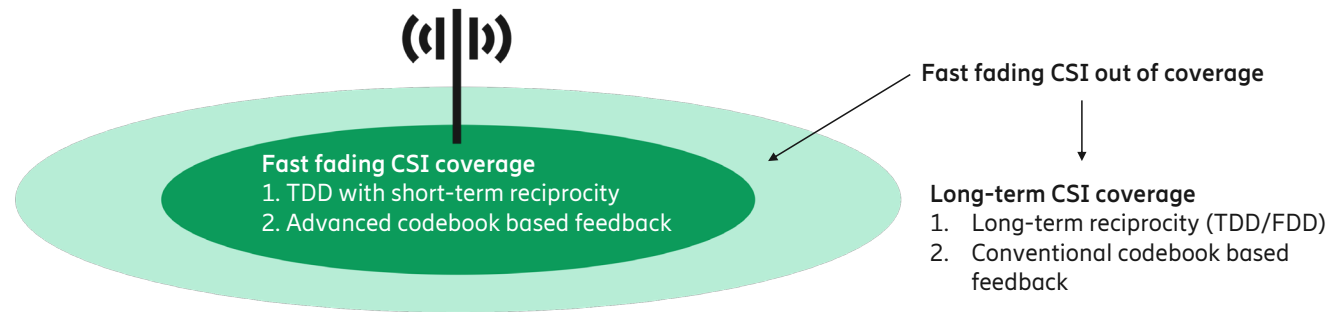 Fast fading CSI out of coverage
Fast fading CSI coverage
1. TDD with short-term reciprocity
2. Advanced codebook based feedback
Long-term CSI coverage
1. Long-term reciprocity (TDD/FDD)
2. Conventional codebook based
feedback